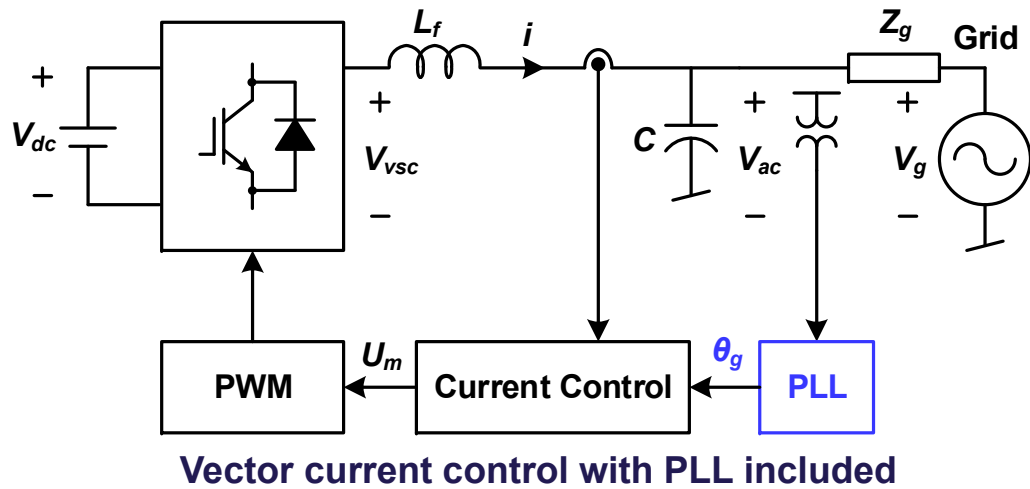 L_f
i
Z_g
Grid
+
+
+
+
V_dc
V_vsc
C
V_ac
V_g
−
−
−
−
U_m
θ_g
PWM
Current Control
PLL
Vector current control with PLL included